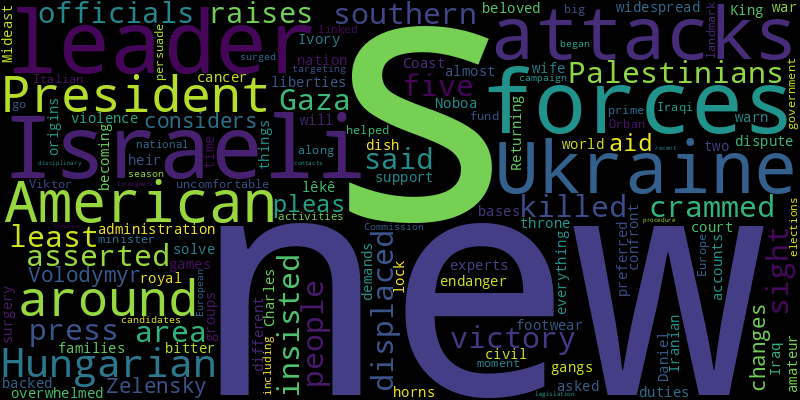 Mideast
officials
raises
southern
beloved
big
widespread
King
war
leader
persuade
Ivory
linked
surged
attacks
landmark
began
Italian
cancer
nation
targeting
Coast
almost
wife
campaign
Palestinians
government
go
President
liberties
Gaza
five
Noboa
forces
Iraqi
origins
violence
considers
things
will
helped
fund
Returning
prime
Orban
warn
disciplinary
becoming
national
heir
time
Israeli
along
contacts
dish
said
support
S
world
aid
two
vacant
dispute
Viktor
foreigners
season
uncomfortable
lêkê
Ukraine
American
pleas
activities
Commission
bases
killed
throne
crammed
procedure
court
elections
least
administration
minister
asserted
solve
insisted
people
displaced
demands
lock
experts
endanger
everything
preferred
confront
Europe
accounts
sight
Volodymyr
royal
games
European
groups
Charles
different
including
new
surgery
around
candidates
press
area
families
bitter
victory
footwear
civil
moment
gangs
changes
Hungarian
backed
Zelensky
overwhelmed
horns
asked
legislation
duties
Daniel
Iranian
Iraq
amateur